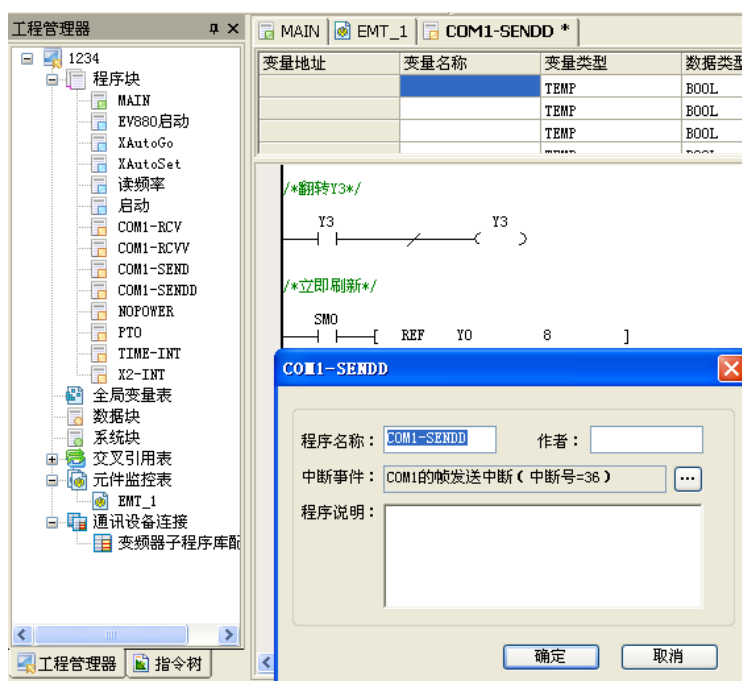 工程管理器
MAIN EMT_1 COM1-SENDD *
1234
程序块
MAIN
EV880启动
XAutoGo
XAutoSet
读频率
启动
COM1-RCV
COM1-RCVV
COM1-SEND
COM1-SENDD
NOPOWER
PTO
TIME-INT
X2-INT
全局变量表
数据块
系统块
交叉引用表
元件监控表
EMT_1
通讯设备连接
变频器子程序库
工程管理器 指令树
变量地址 变量名称 变量类型 数据类型
TEMP BOOL
TEMP BOOL
TEMP BOOL
/*翻转Y3*/
Y3 Y3
/*立即刷新*/
SM0
[ REF Y0 8 ]
COM1-SENDD
程序名称： COM1-SENDD 作者：
中断事件： COM1的帧发送中断(中断号=36) ...
程序说明：
确定 取消